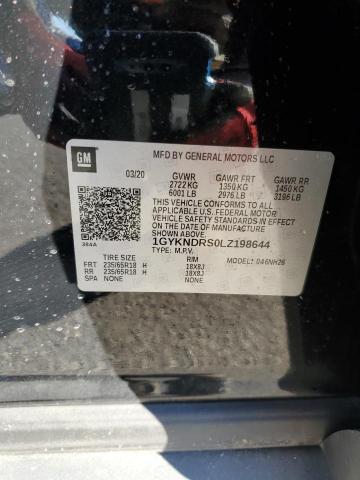 GM
MFD BY GENERAL MOTORS LLC
03/20 GVWR GAWR FRT GAWR RR
2722 KG 1350 KG 1450 KG
6001 LB 2976 LB 3196 LB
THIS VEHICLE CONFORMS TO ALL
APPLICABLE U.S. FEDERAL MOTOR
VEHICLE SAFETY STANDARDS IN EFFECT
ON THE DATE OF MANUFACTURE
SHOWN ABOVE.
384A 1GYKNDRS0LZ198644
TYPE: M.P.V.
TIRE SIZE RIM MODEL:
FRT 235/65R18 H 18X8J
RR 235/65R18 H 18X8J
SPA NONE NONE